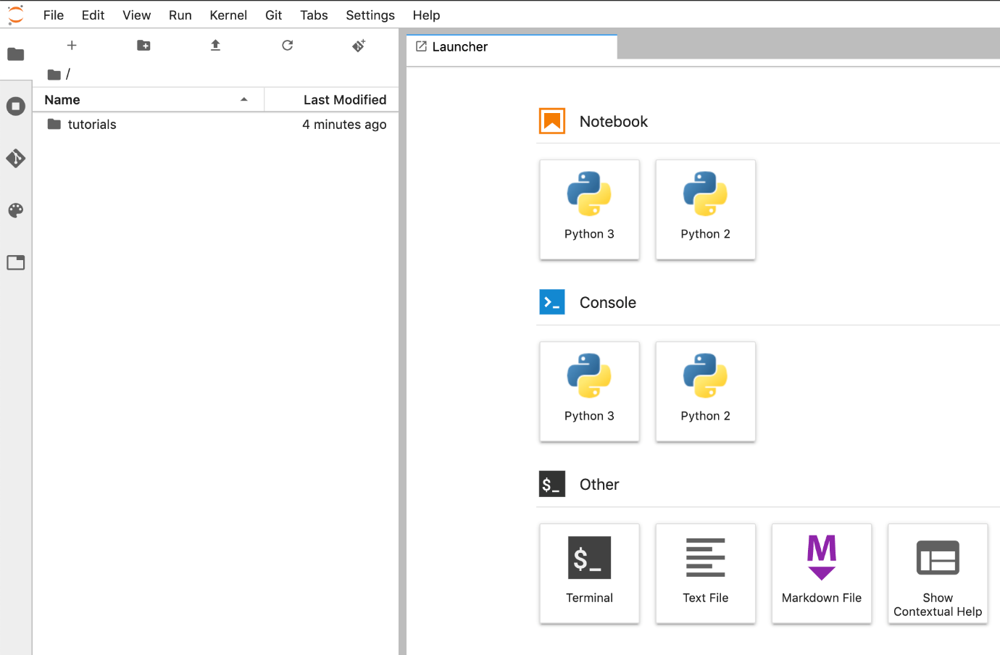 File Edit View Run Kernel Git Tabs Settings Help
Launcher
/
Name Last Modified
tutorials 4 minutes ago
Notebook
Python 3 Python 2
Console
Python 3 Python 2
$_ Other
$_
M
Terminal Text File Markdown File Show
Contextual Help